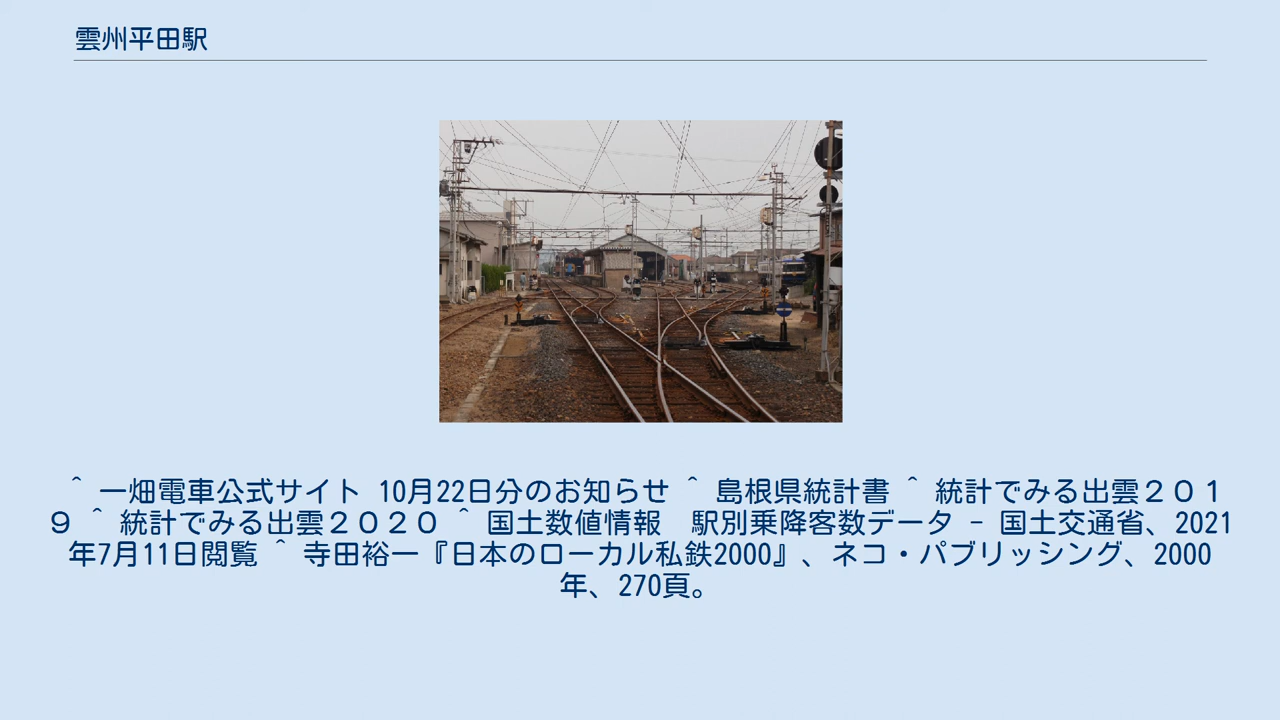 雲州平田駅
^ 一畑電車公式サイト 10月22日分のお知らせ ^ 島根県統計書 ^ 統計でみる出雲２０１
９ ^ 統計でみる出雲２０２０ ^ 国土数値情報　駅別乗降客数データ - 国土交通省、2021
年7月11日閲覧 ^ 寺田裕一『日本のローカル私鉄2000』、ネコ・パブリッシング、2000
年、270頁。